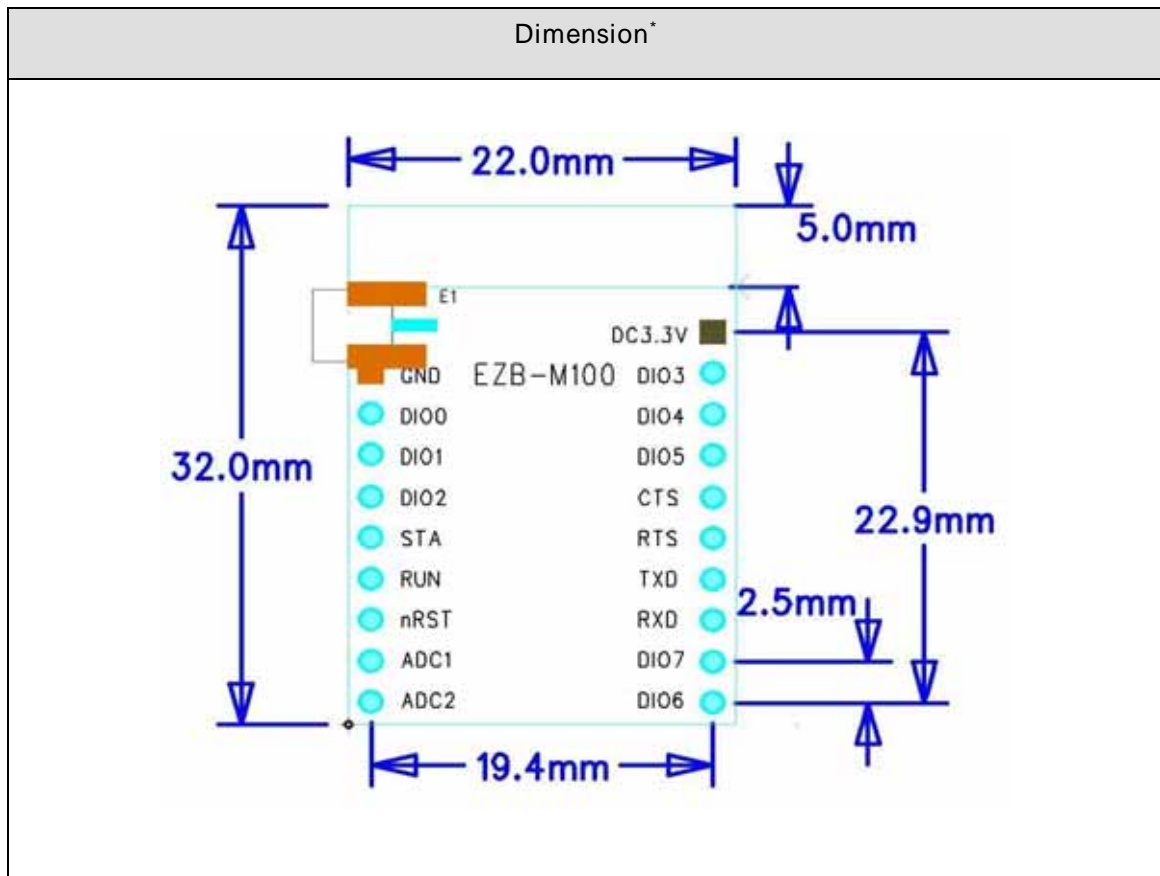 Dimension*
22.0mm
5.0mm
E1
DC3.3V
GND EZB-M100 DIO3
DIO0 DIO4
DIO1 DIO5
32.0mm
DIO2 CTS
22.9mm
STA RTS
RUN TXD
2.5mm
nRST RXD
ADC1 DIO7
ADC2 DIO6
19.4mm